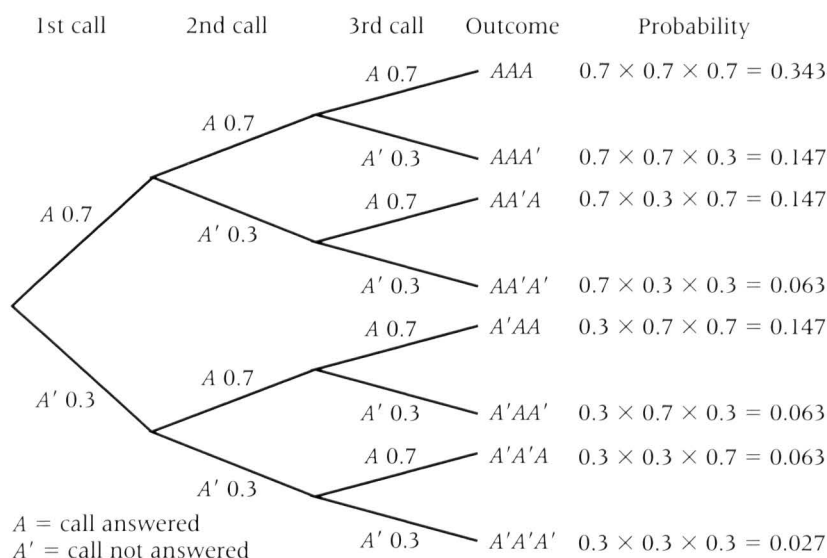 1st call 2nd call 3rd call Outcome Probability
A 0.7 AAA 0.7 × 0.7 × 0.7 = 0.343
A 0.7
A′ 0.3 AAA′ 0.7 × 0.7 × 0.3 = 0.147
A 0.7 A 0.7 AA′A 0.7 × 0.3 × 0.7 = 0.147
A′ 0.3
A′ 0.3 AA′A′ 0.7 × 0.3 × 0.3 = 0.063
A 0.7 A′AA 0.3 × 0.7 × 0.7 = 0.147
A′ 0.3 A 0.7
A′ 0.3 A′AA′ 0.3 × 0.7 × 0.3 = 0.063
A 0.7 A′A′A 0.3 × 0.3 × 0.7 = 0.063
A′ 0.3
A = call answered
A′ = call not answered A′ 0.3 A′A′A′ 0.3 × 0.3 × 0.3 = 0.027